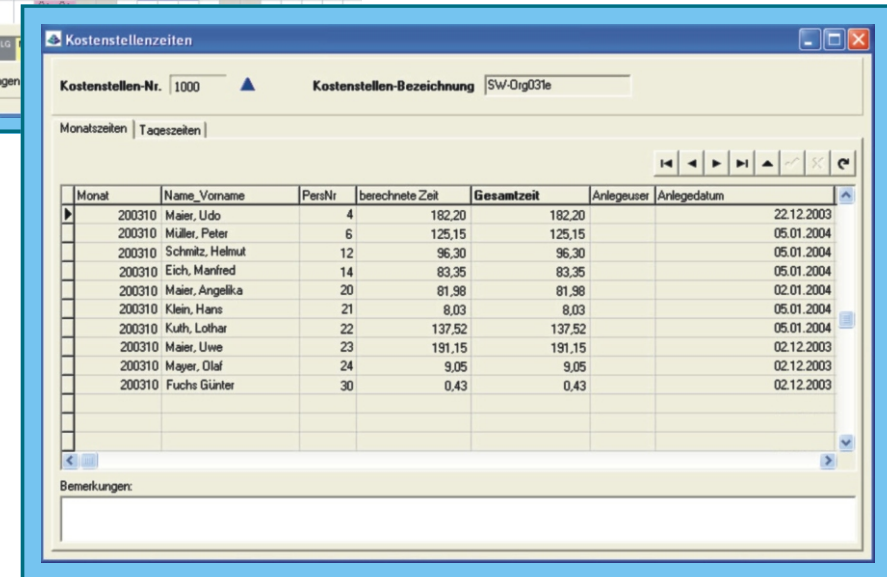 LG
gen
Kostenstellenzeiten
Kostenstellen-Nr. 1000 Kostenstellen-Bezeichnung SW-Org031e
Monatszeiten Tageszeiten
Monat Name_Vorname PersNr berechnete Zeit Gesamtzeit Anlegeuser Anlegedatum
200310 Maier, Udo 4 182,20 182,20 22.12.2003
200310 Müller, Peter 6 125,15 125,15 05.01.2004
200310 Schmitz, Helmut 12 96,30 96,30 05.01.2004
200310 Eich, Manfred 14 83,35 83,35 05.01.2004
200310 Maier, Angelika 20 81,98 81,98 02.01.2004
200310 Klein, Hans 21 8,03 8,03 05.01.2004
200310 Kuth, Lothar 22 137,52 137,52 05.01.2004
200310 Maier, Uwe 23 191,15 191,15 02.12.2003
200310 Mayer, Olaf 24 9,05 9,05 02.12.2003
200310 Fuchs Günter 30 0,43 0,43 02.12.2003
Bemerkungen: